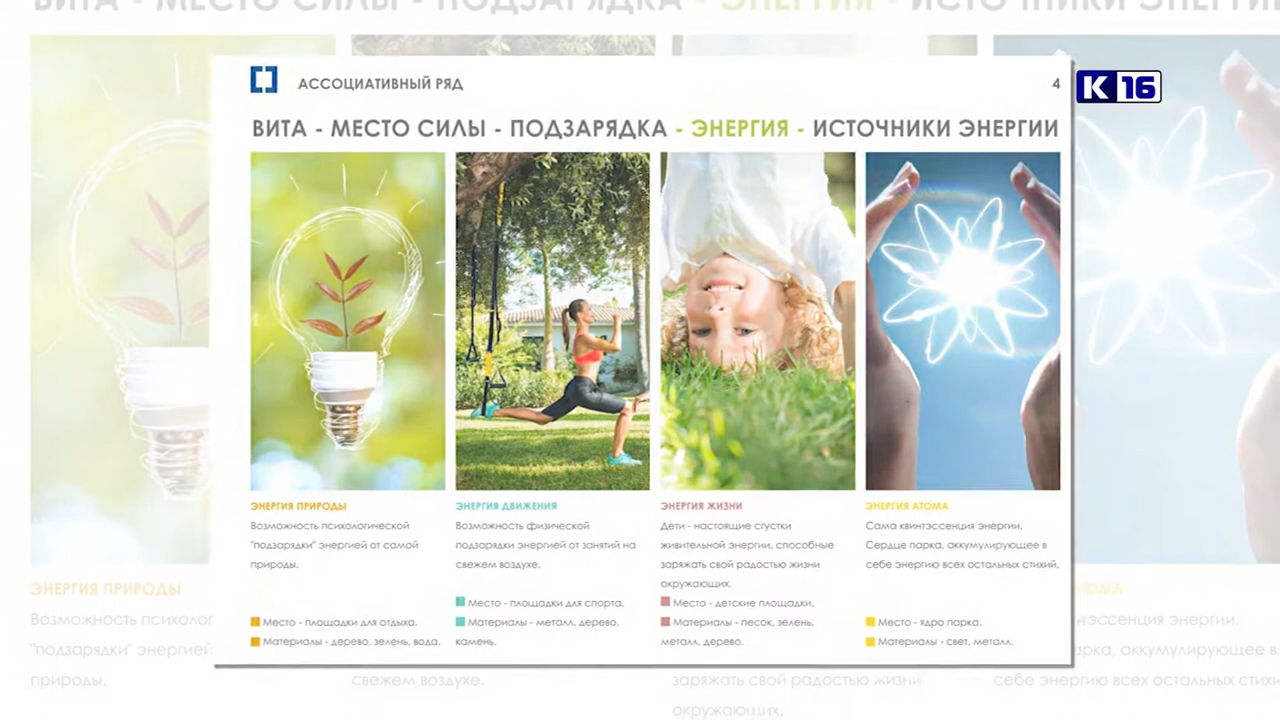 АССОЦИАТИВНЫЙ РЯД
4
К 16
ВИТА - МЕСТО СИЛЫ - ПОДЗАРЯДКА - ЭНЕРГИЯ - ИСТОЧНИКИ ЭНЕРГИИ
ЭНЕРГИЯ ПРИРОДЫ
Возможность психологической
"подзарядки" энергией от самой
природы.
Место - площадки для отдыха.
Материалы - дерево, зелень, вода.
ЭНЕРГИЯ ДВИЖЕНИЯ
Возможность физической
подзарядки энергией от занятий на
свежем воздухе.
Место - площадки для спорта.
Материалы - металл, дерево,
камень.
ЭНЕРГИЯ ЖИЗНИ
Дети - настоящие сгустки
живительной энергии, способные
заряжать свой радостью жизни
окружающих.
Место - детские площадки.
Материалы - песок, зелень,
металл, дерево.
ЭНЕРГИЯ АТОМА
Сама квинтэссенция энергии.
Сердце парка, аккумулирующее в
себе энергию всех остальных стихий.
Место - ядро парка.
Материалы - свет, металл.